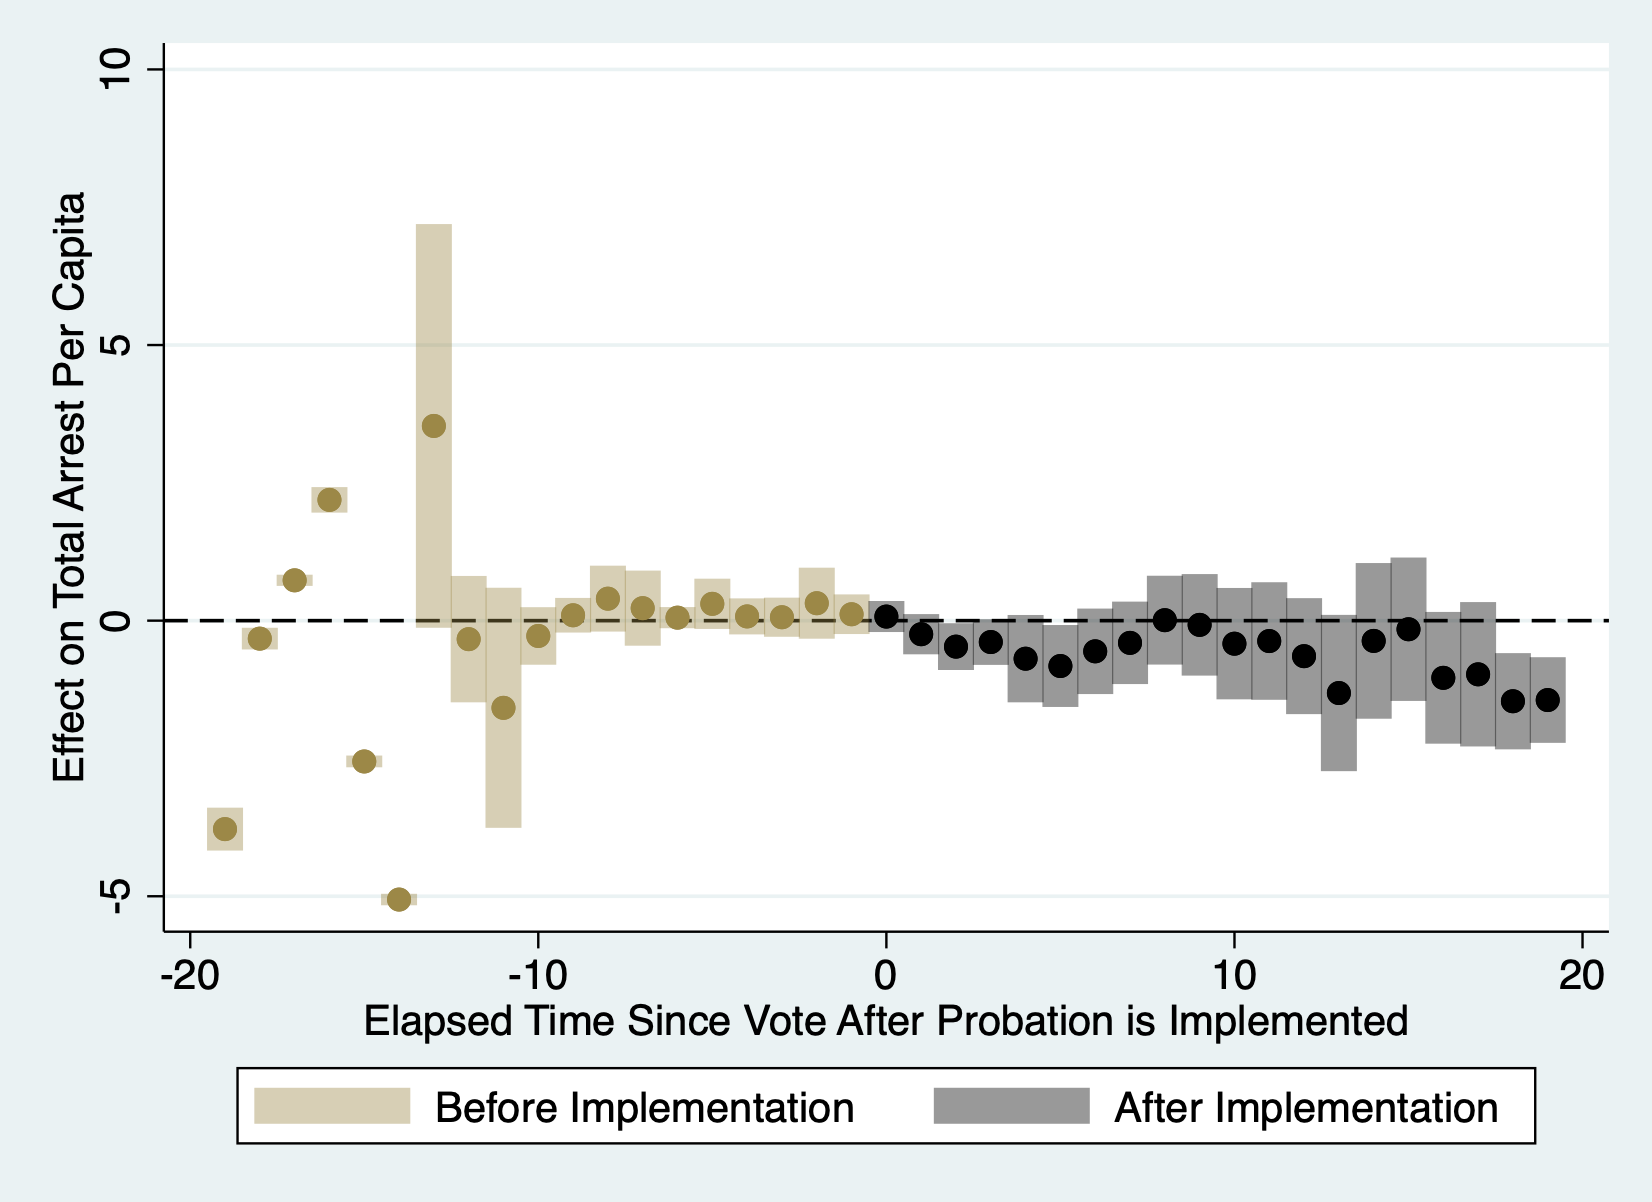 Effect on Total Arrest Per Capita
10
5
0
-5
-20 -10 0 10 20
Elapsed Time Since Vote After Probation is Implemented
Before Implementation After Implementation